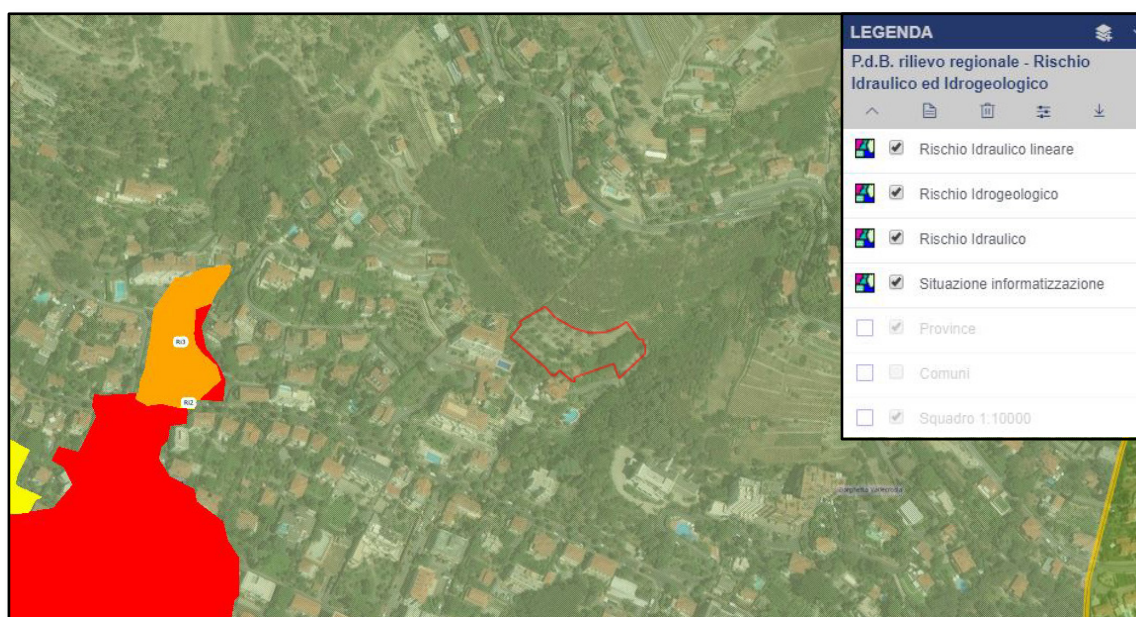 LEGENDA
P.d.B. rilievo regionale - Rischio
Idraulico ed Idrogeologico
Rischio Idraulico lineare
Rischio Idrogeologico
Rischio Idraulico
Situazione informatizzazione
Province
Comuni
Squadro 1:10000
Ri3
Ri2